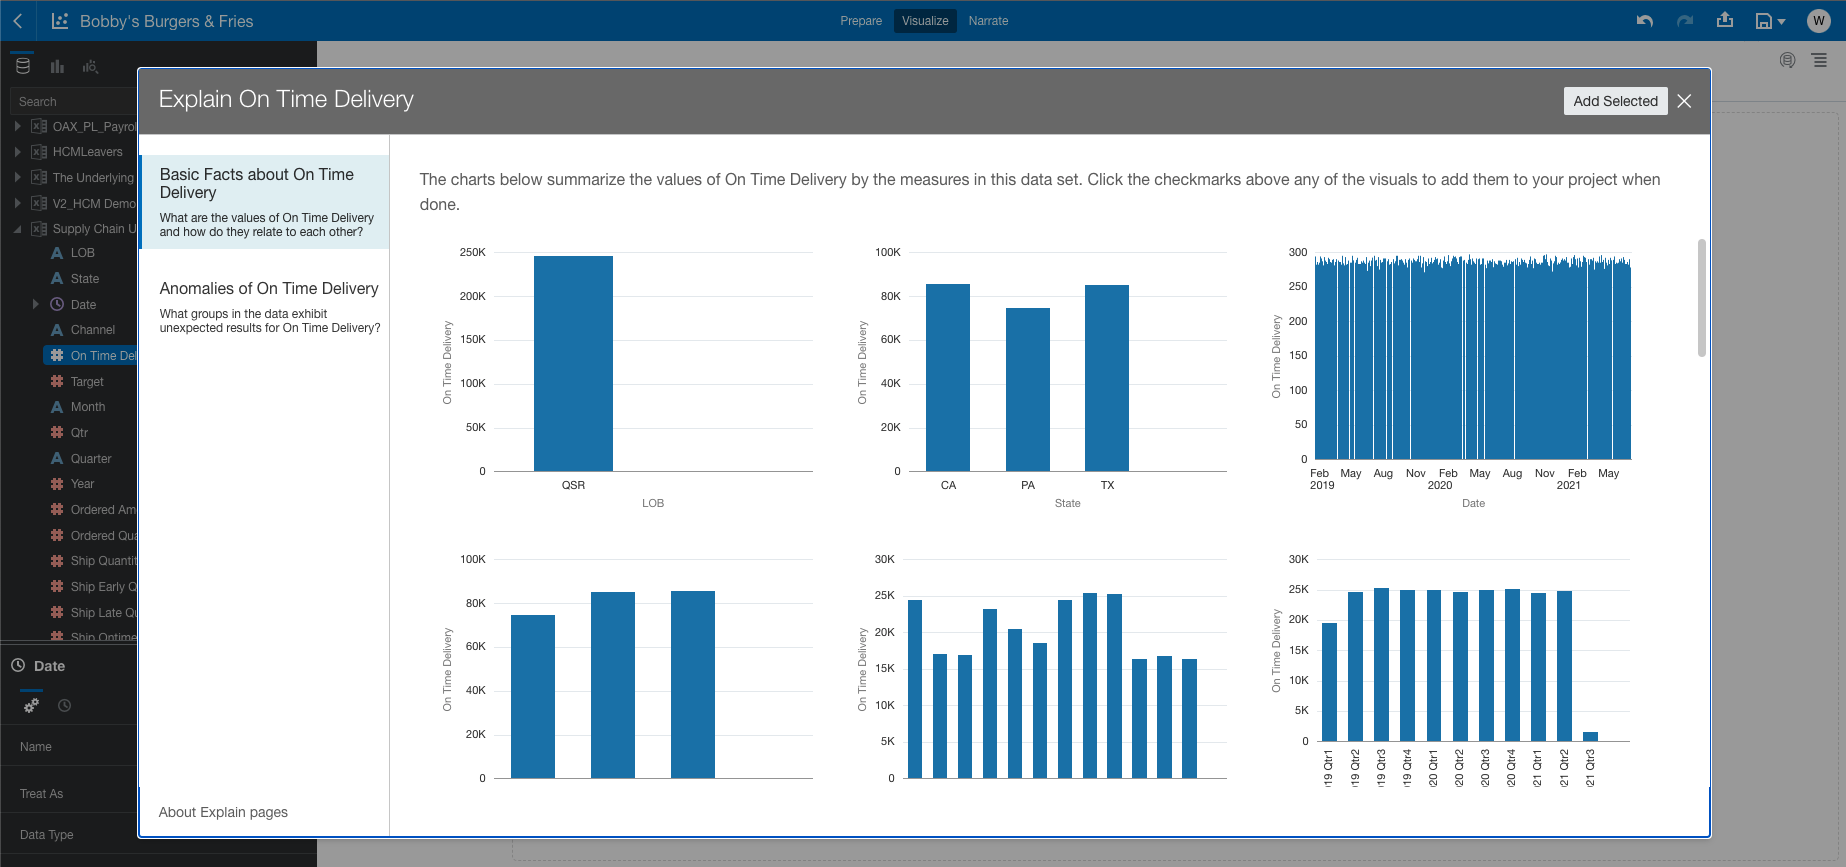 Bobby's Burgers & Fries
Prepare
Visualize
Narrate
W
Search
OAX_PL_Payrol
HCMLeavers
The Underlying
V2_HCM Demo
Supply Chain U
LOB
State
Date
Channel
On Time Del
Target
Month
Qtr
Quarter
Year
Ordered Am
Ordered Qua
Ship Quantit
Ship Early Q
Ship Late Qu
Ship Ontime
Date
Name
Treat As
Data Type
Explain On Time Delivery
Add Selected
Basic Facts about On Time
Delivery
What are the values of On Time Delivery
and how do they relate to each other?
Anomalies of On Time Delivery
What groups in the data exhibit
unexpected results for On Time Delivery?
About Explain pages
The charts below summarize the values of On Time Delivery by the measures in this data set. Click the checkmarks above any of the visuals to add them to your project when
done.
On Time Delivery
250K
200K
150K
100K
50K
0
QSR
LOB
On Time Delivery
100K
80K
60K
40K
20K
0
CA PA TX
State
On Time Delivery
300
250
200
150
100
50
0
Feb May Aug Nov Feb May Aug Nov Feb May
2019 2020 2021
Date
On Time Delivery
100K
80K
60K
40K
20K
0
On Time Delivery
30K
25K
20K
15K
10K
5K
0
On Time Delivery
30K
25K
20K
15K
10K
5K
0
19 Qtr1
19 Qtr2
19 Qtr3
19 Qtr4
20 Qtr1
20 Qtr2
20 Qtr3
20 Qtr4
21 Qtr1
21 Qtr2
21 Qtr3